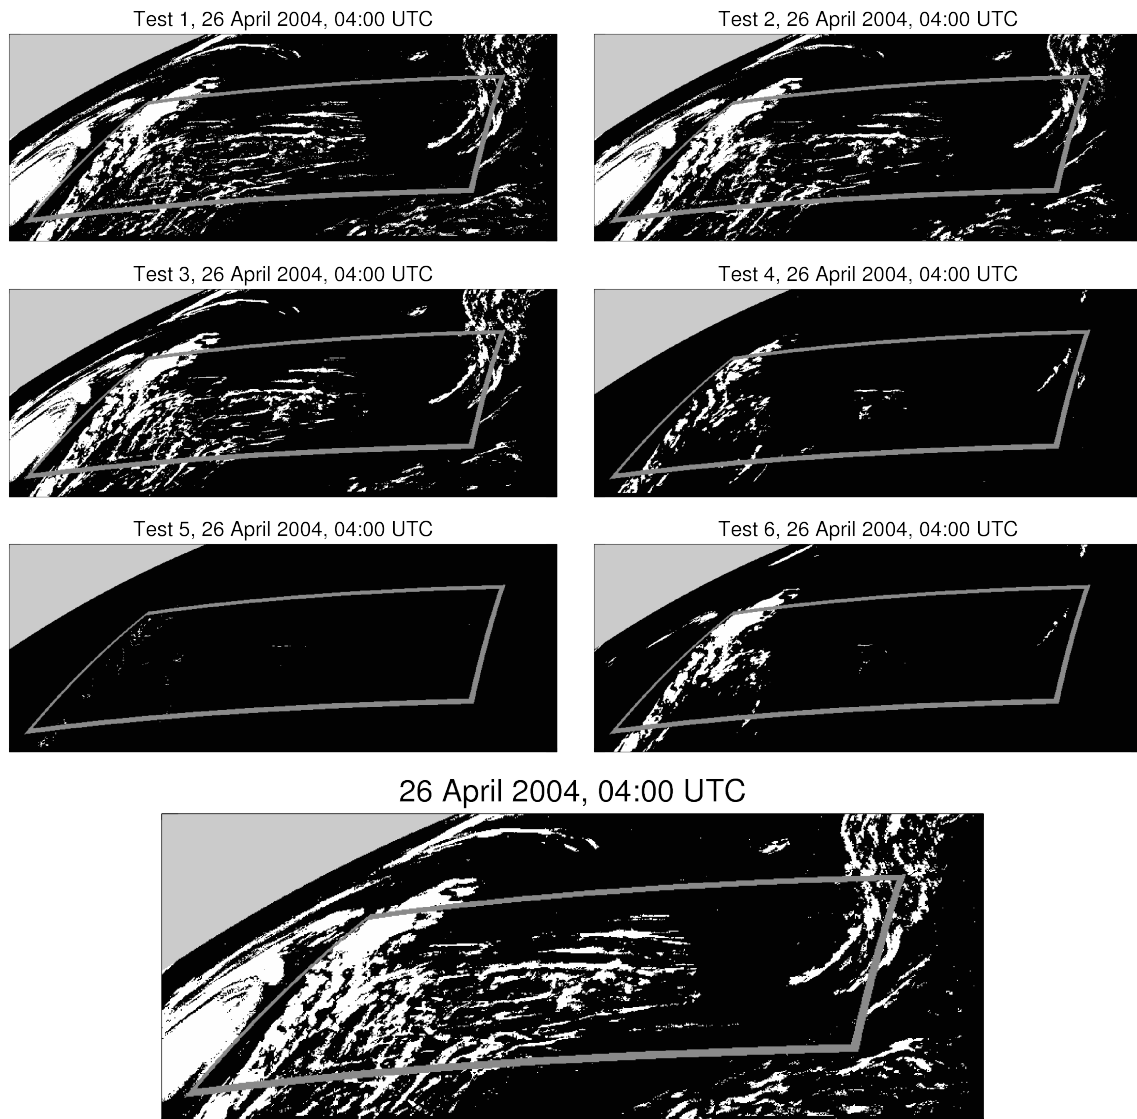 Test 1, 26 April 2004, 04:00 UTC
Test 2, 26 April 2004, 04:00 UTC
Test 3, 26 April 2004, 04:00 UTC
Test 4, 26 April 2004, 04:00 UTC
Test 5, 26 April 2004, 04:00 UTC
Test 6, 26 April 2004, 04:00 UTC
26 April 2004, 04:00 UTC